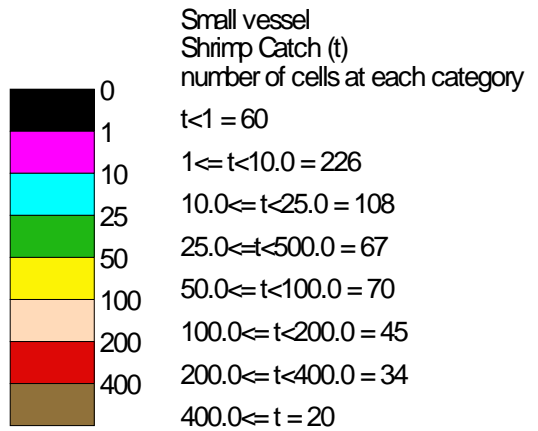 Small vessel
Shrimp Catch (t)
number of cells at each category
0
t<1 = 60
1
1<= t<10.0 = 226
10
10.0<= t<25.0 = 108
25
25.0<=t<500.0 = 67
50
50.0<= t<100.0 = 70
100
100.0<= t<200.0 = 45
200
200.0<= t<400.0 = 34
400
400.0<= t = 20